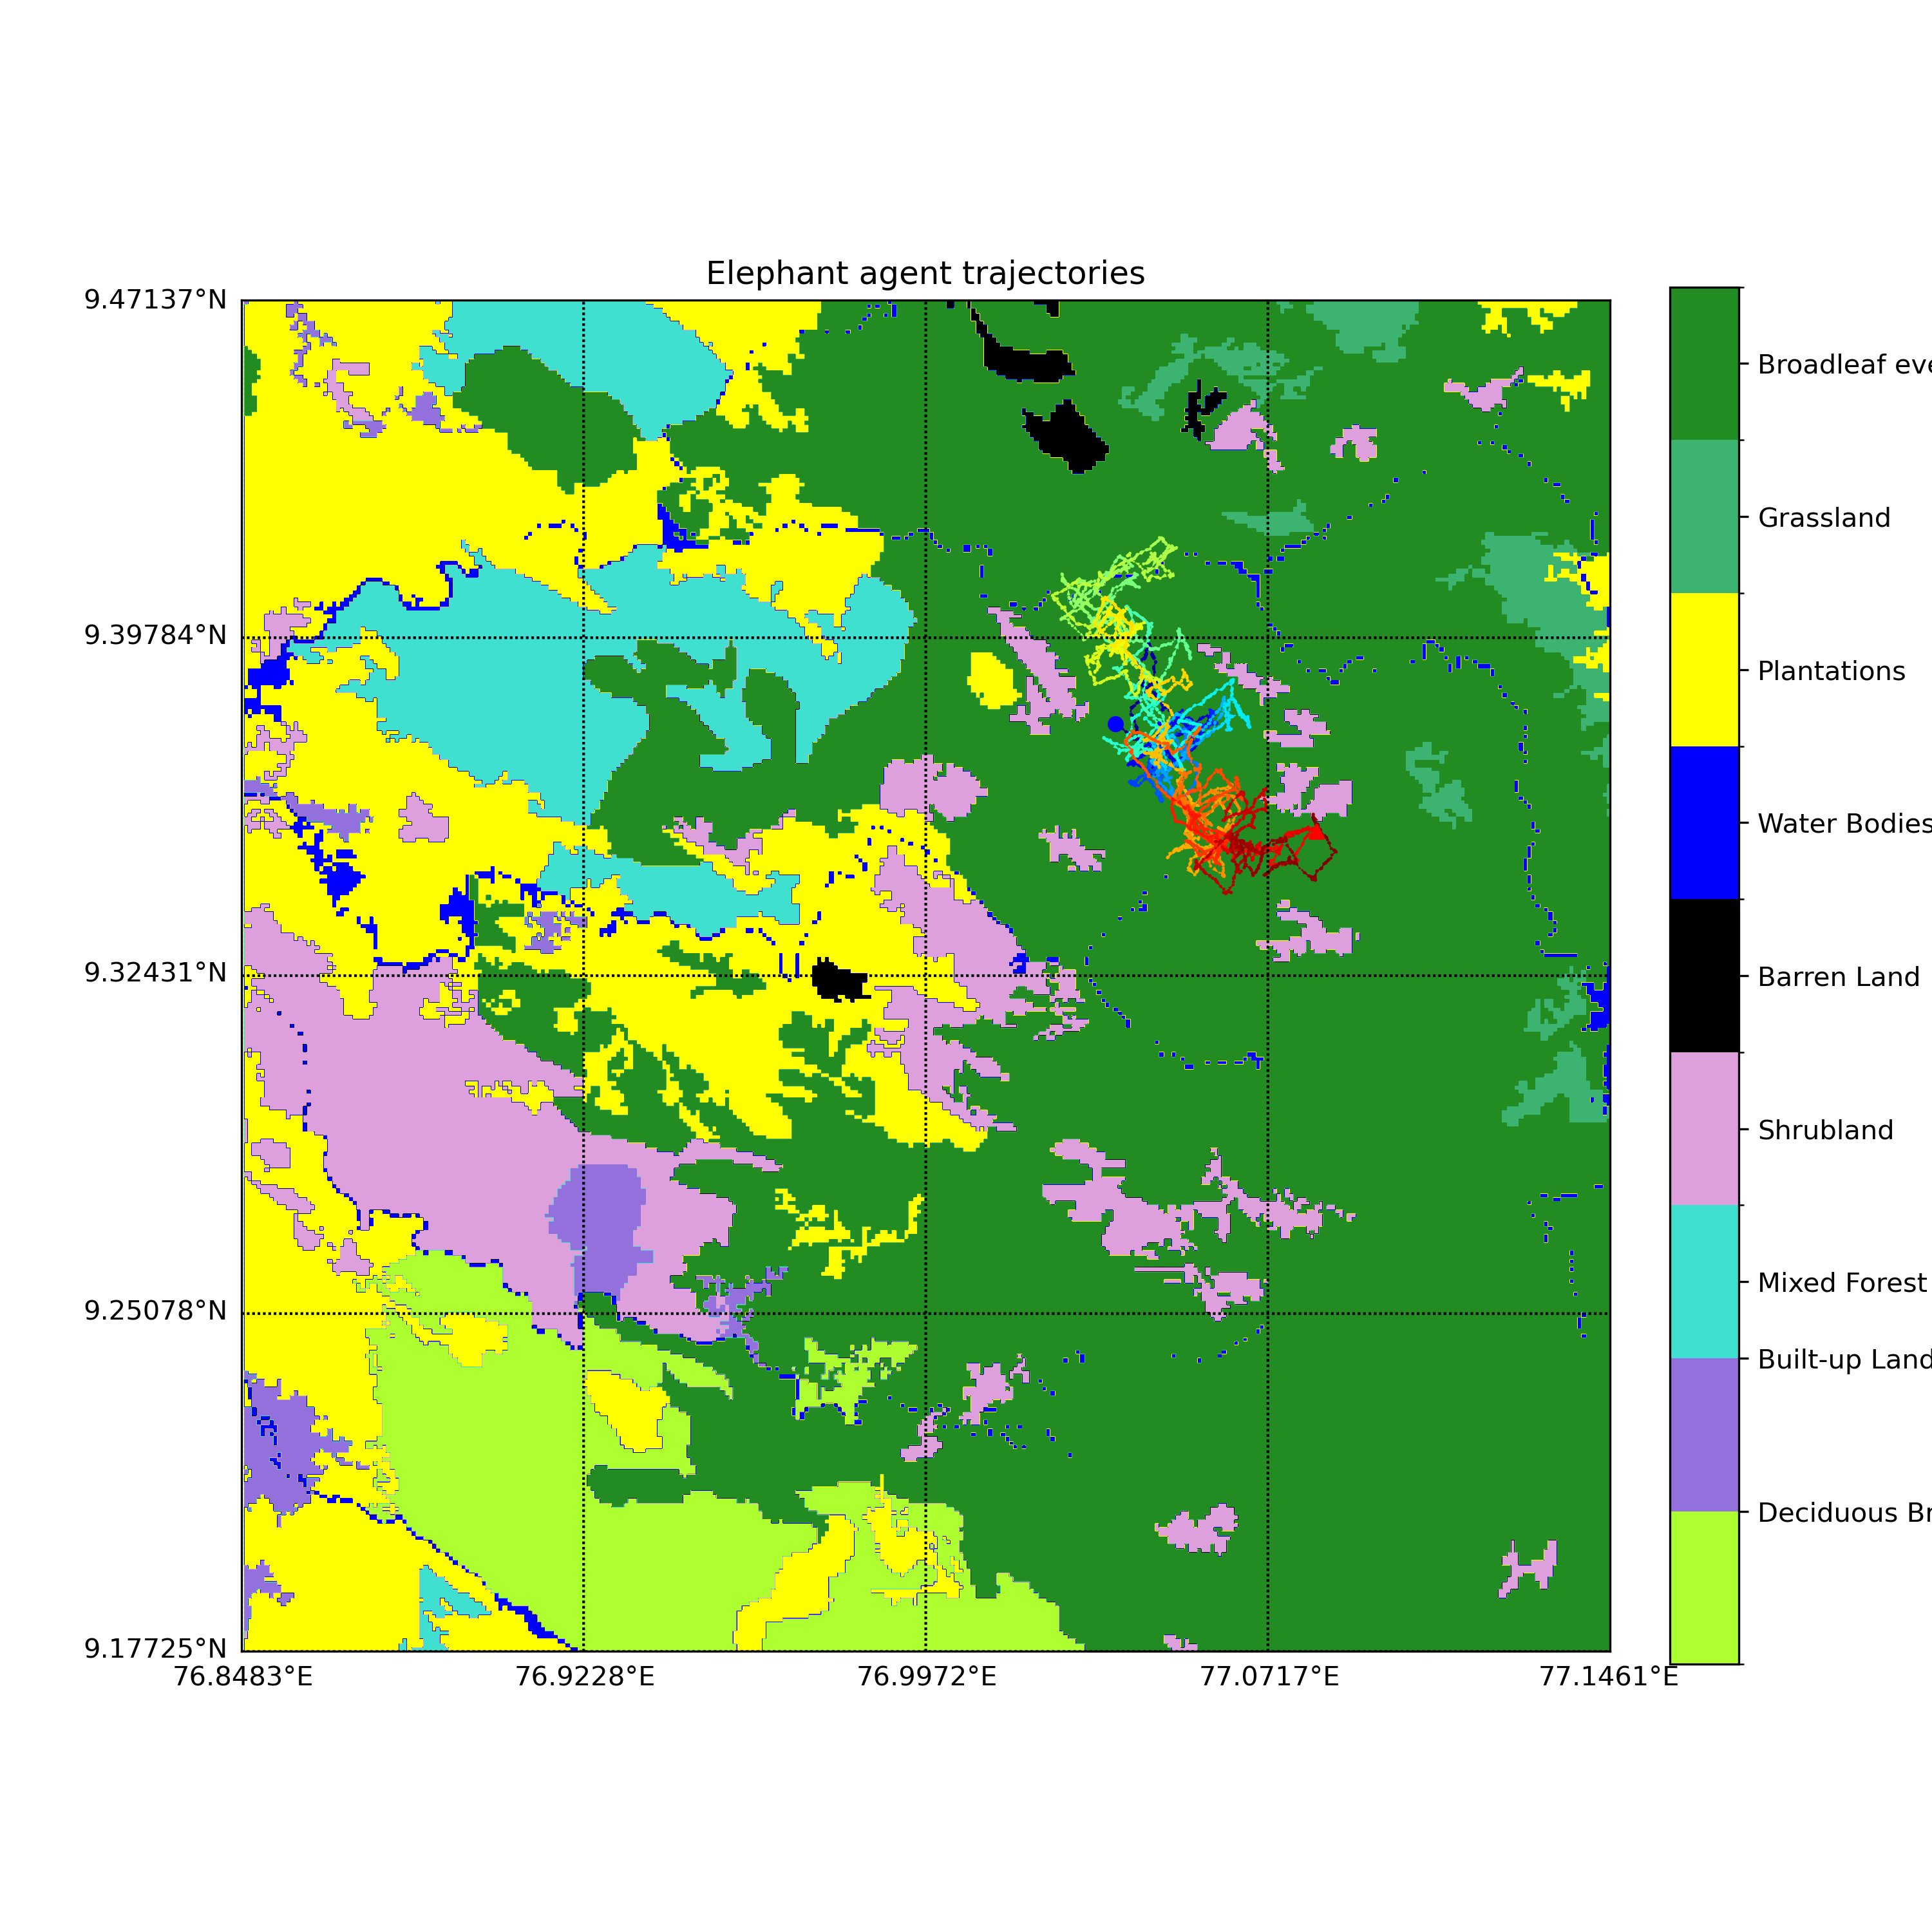 Elephant agent trajectories
9.47137°N
9.39784°N
9.32431°N
9.25078°N
9.17725°N
76.8483°E
76.9228°E
76.9972°E
77.0717°E
77.1461°E
Broadleaf eve
Grassland
Plantations
Water Bodies
Barren Land
Shrubland
Mixed Forest
Built-up Land
Deciduous Br